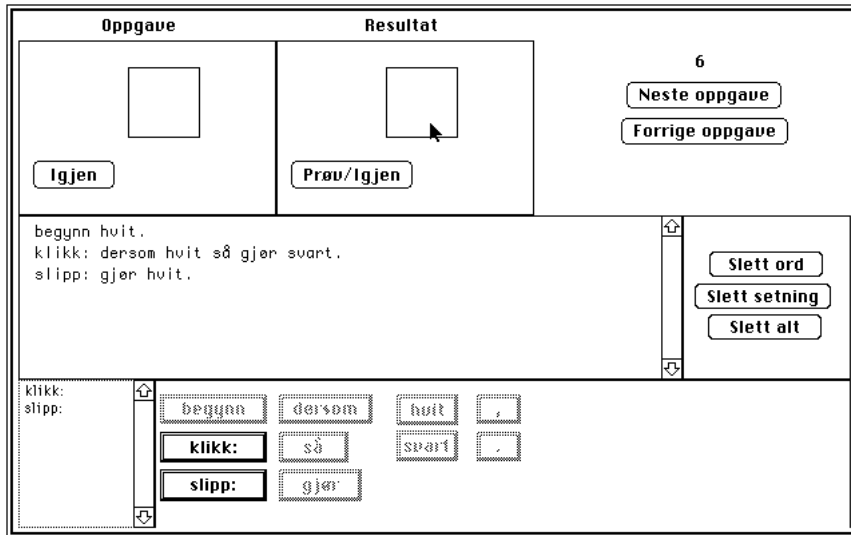 Oppgave
Resultat
6
Neste oppgave
Forrige oppgave
Igjen
Prøv/Igjen
begynn hvit.
klikk: dersom hvit så gjør svart.
slipp: gjør hvit.
Slett ord
Slett setning
Slett alt
klikk:
slipp:
begynn dersom hvit ,
klikk: så svart .
slipp: gjør